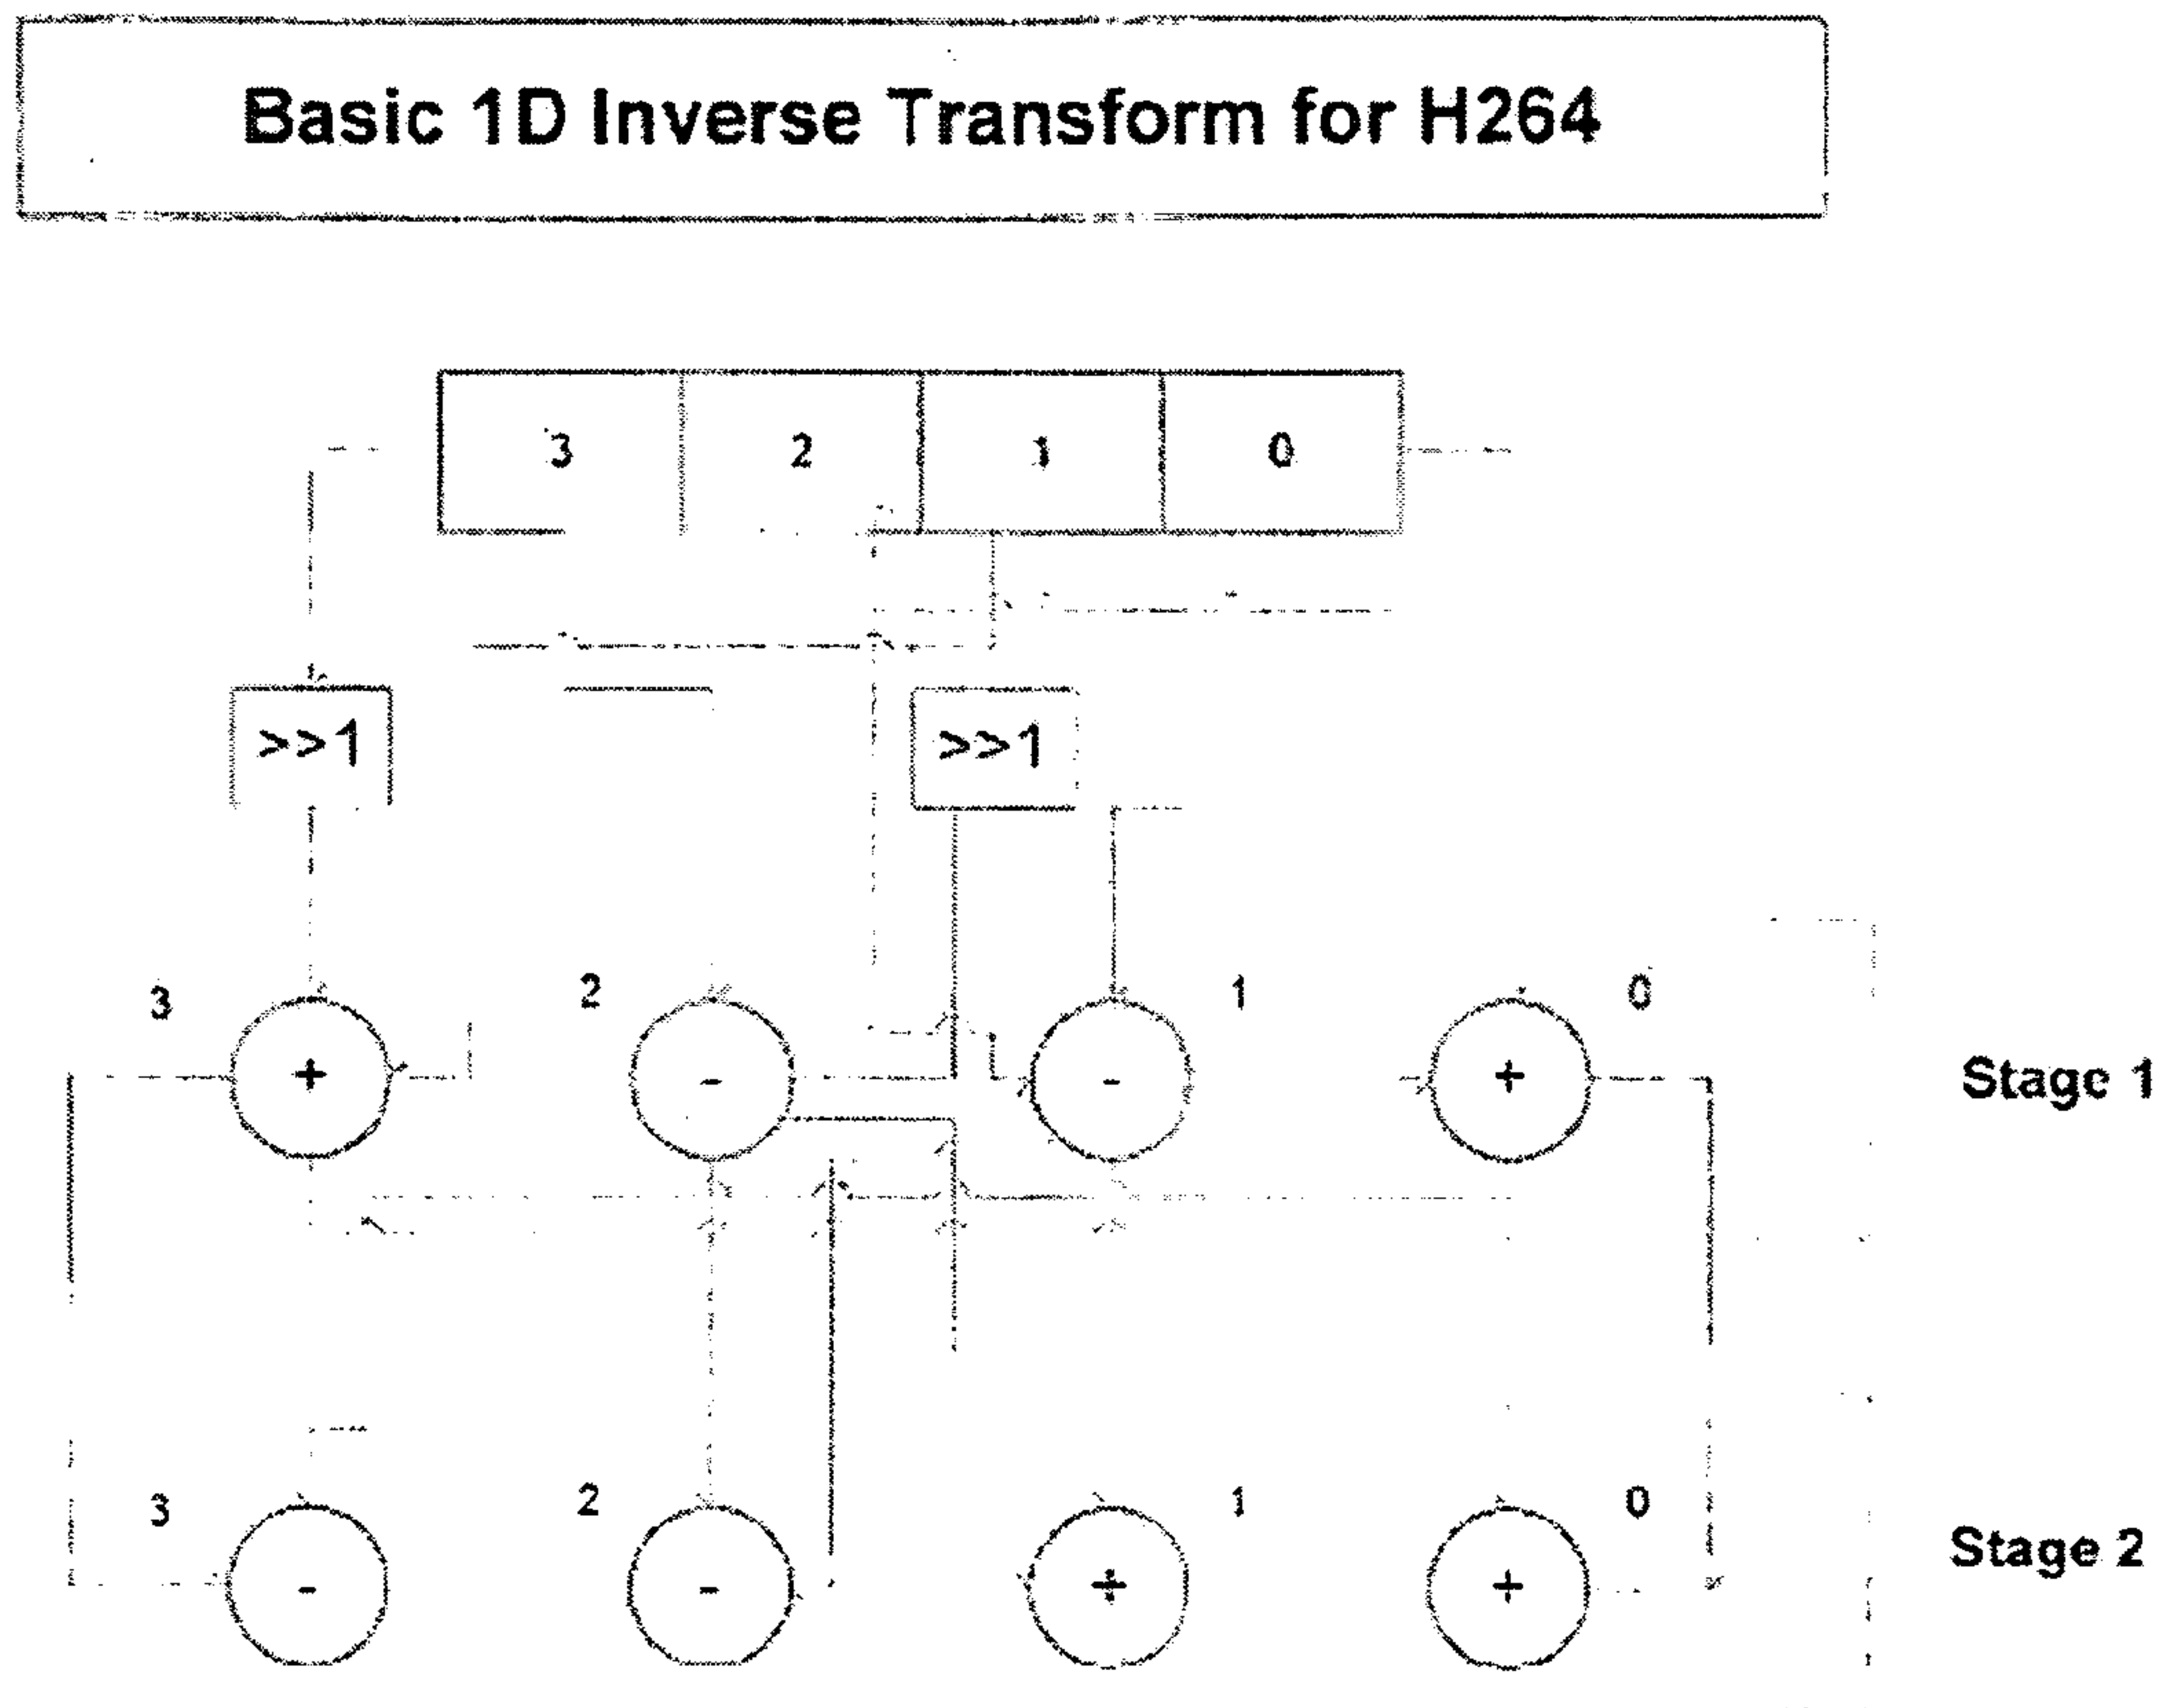 Basic 1D Inverse Transform for H264
3 2 1 0
>>1 >>1
3 2 1 0
+ - - +
Stage 1
3 2 1 0
- - + +
Stage 2